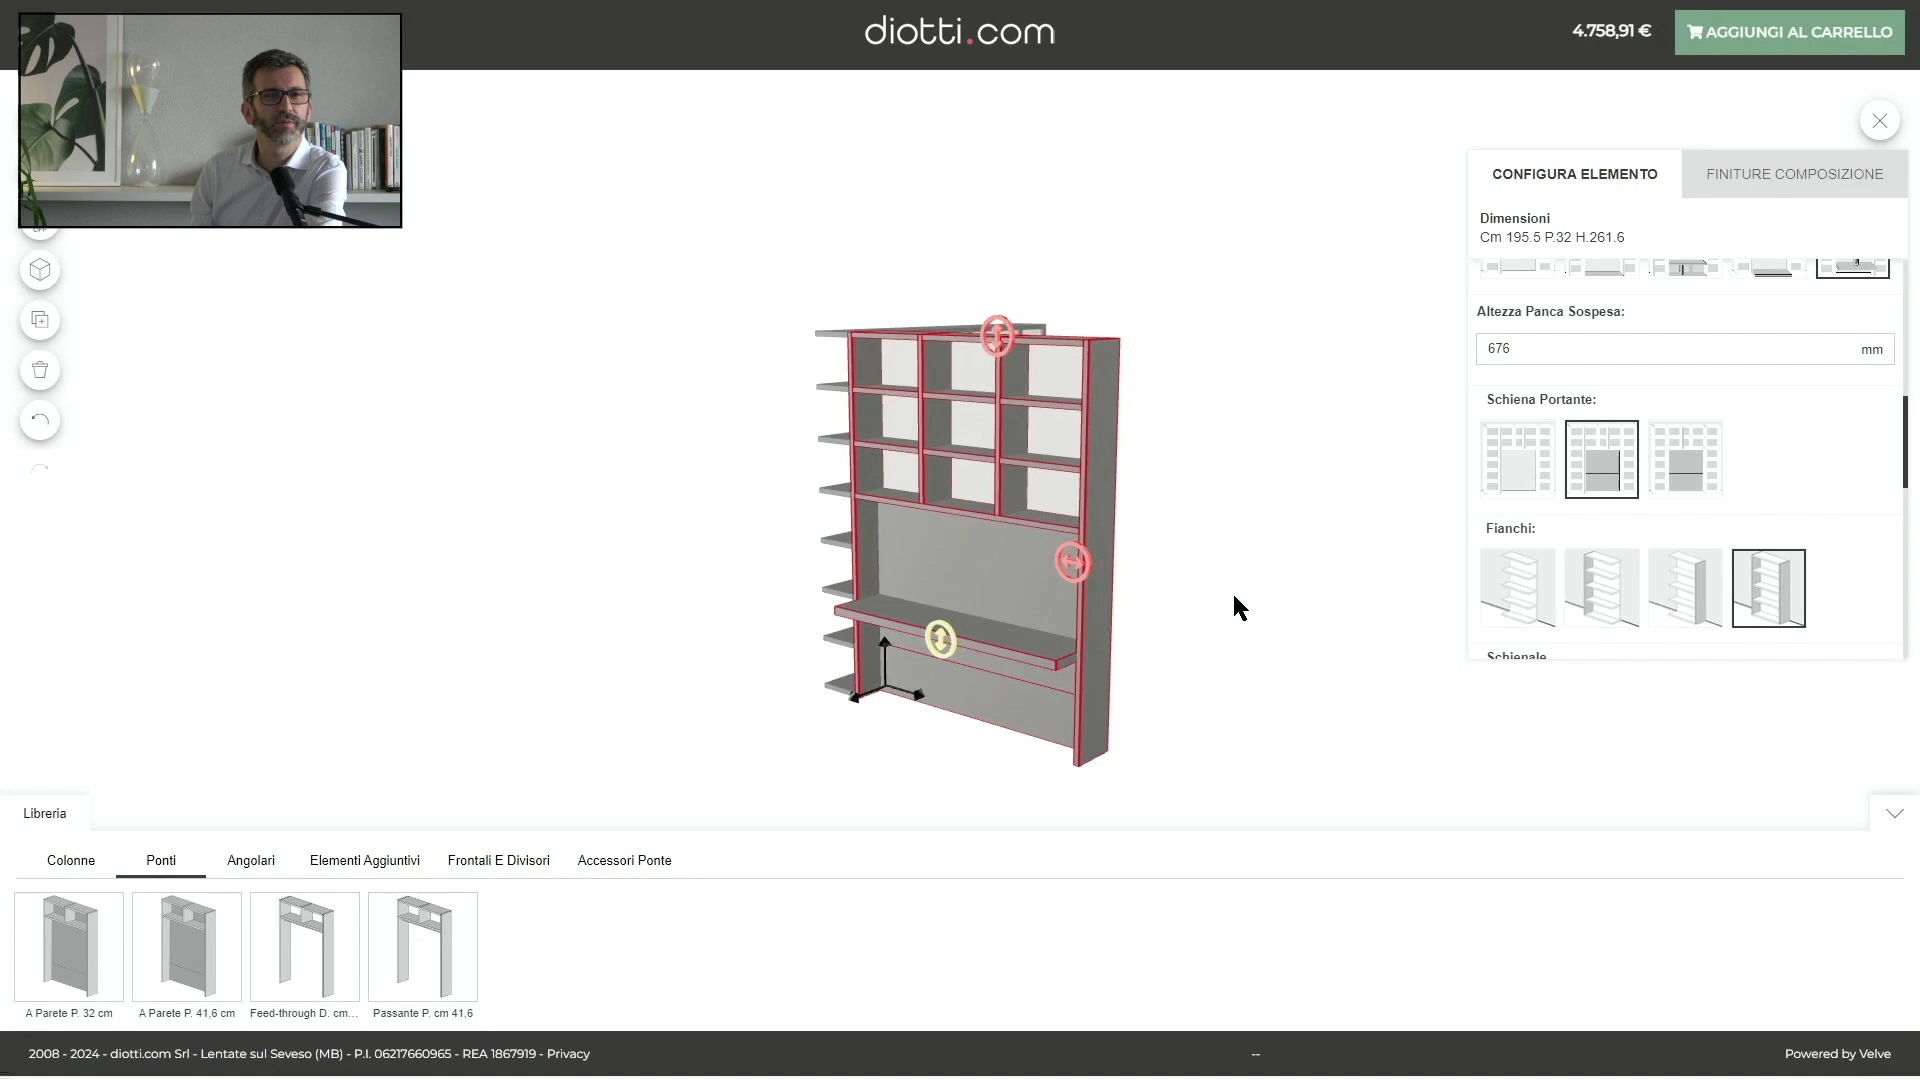 diotti.com
4.758,91 €
AGGIUNGI AL CARRELLO
CONFIGURA ELEMENTO
FINITURE COMPOSIZIONE
Dimensioni
Cm 195.5 P.32 H.261.6
Altezza Panca Sospesa:
676
mm
Schiena Portante:
Fianchi:
Schienale
Libreria
Colonne
Ponti
Angolari
Elementi Aggiuntivi
Frontali E Divisori
Accessori Ponte
A Parete P. 32 cm
A Parete P. 41,6 cm
Feed-through D. cm...
Passante P. cm 41,6
2008 - 2024 - diotti.com Srl - Lentate sul Seveso (MB) - P.I. 06217660965 - REA 1867919 - Privacy
--
Powered by Velve